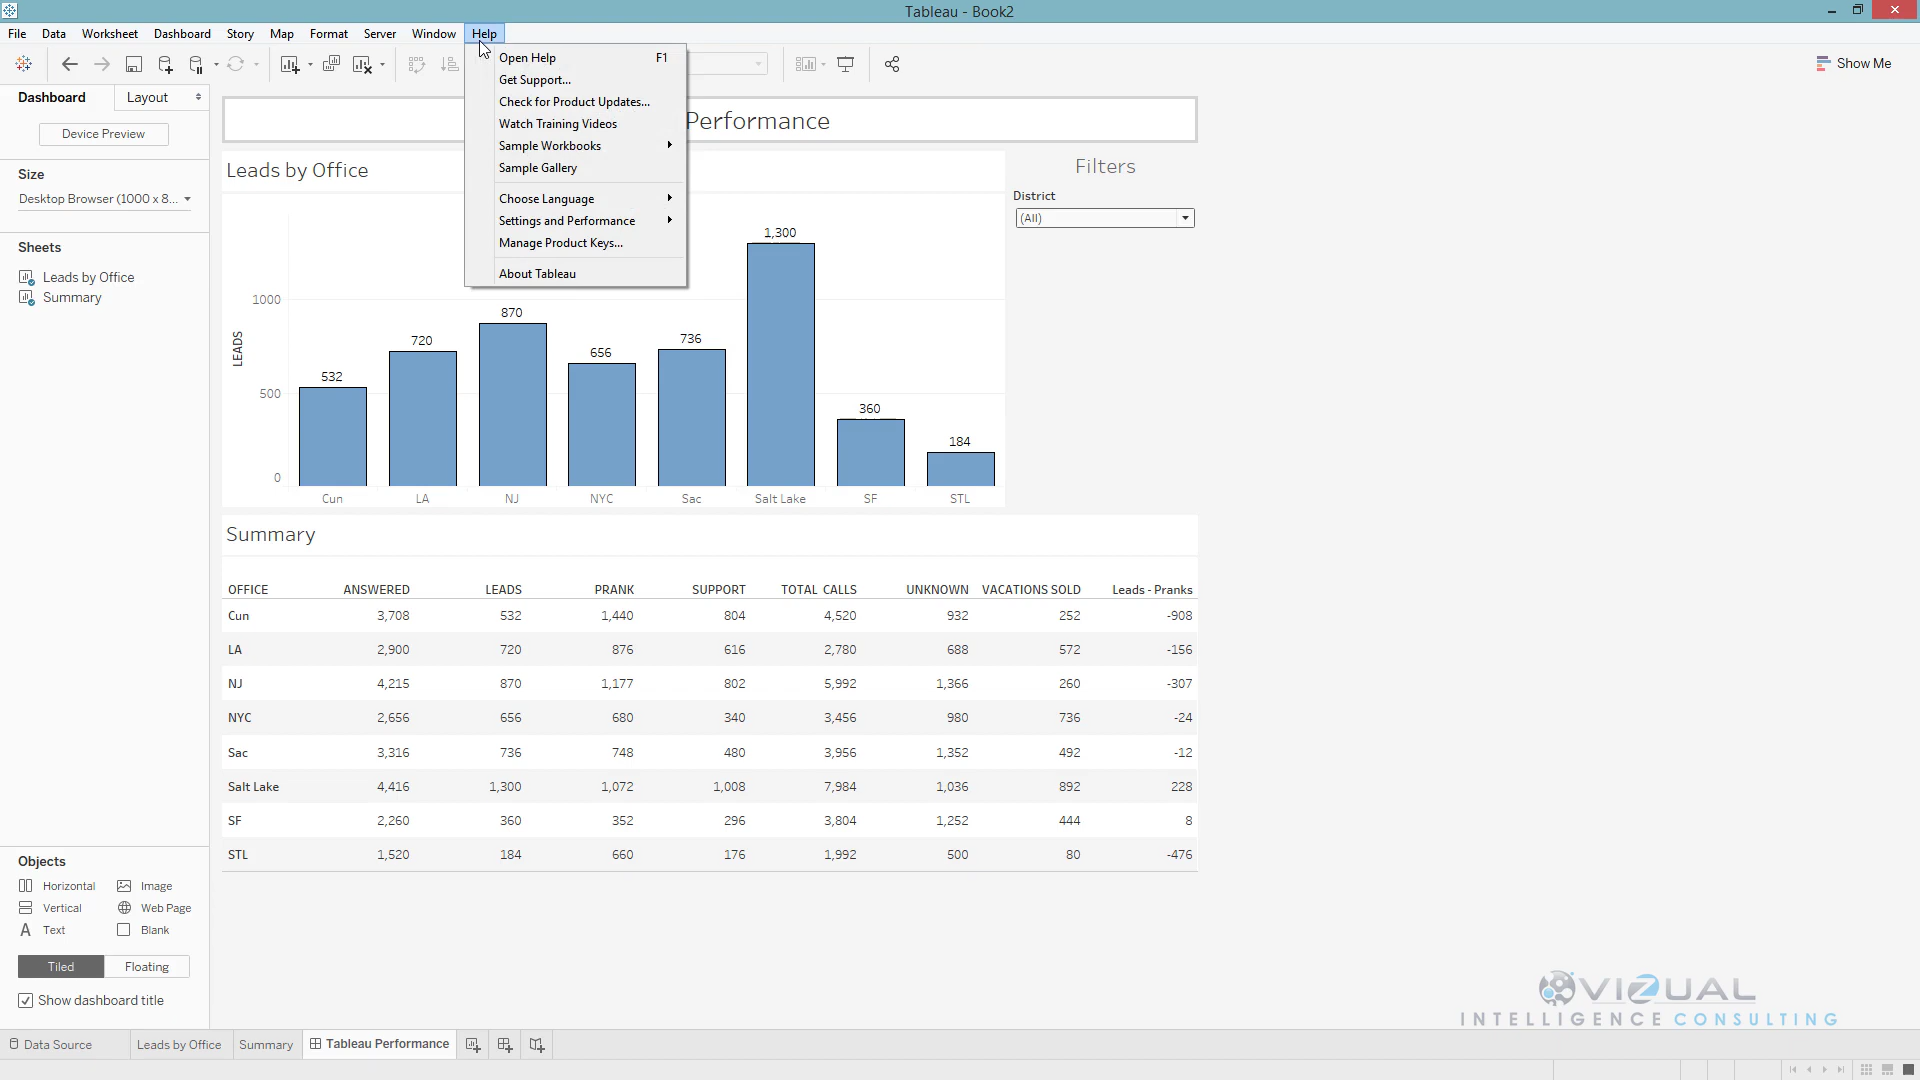 Tableau - Book2
File Data Worksheet Dashboard Story Map Format Server Window Help
Show Me
Open Help F1
Get Support...
Check for Product Updates...
Watch Training Videos
Sample Workbooks
Sample Gallery
Choose Language
Settings and Performance
Manage Product Keys...
About Tableau
Dashboard Layout
Device Preview
Size
Desktop Browser (1000 x 8...
Sheets
Leads by Office
Summary
Objects
Horizontal Image
Vertical Web Page
A Text Blank
Tiled Floating
Show dashboard title
Performance
Leads by Office
Filters
District
(All)
LEADS
1000
500
0
532 720 870 656 736 1,300 360 184
Cun LA NJ NYC Sac Salt Lake SF STL
Summary
OFFICE ANSWERED LEADS PRANK SUPPORT TOTAL CALLS UNKNOWN VACATIONS SOLD Leads - Pranks
Cun 3,708 532 1,440 804 4,520 932 252 -908
LA 2,900 720 876 616 2,780 688 572 -156
NJ 4,215 870 1,177 802 5,992 1,366 260 -307
NYC 2,656 656 680 340 3,456 980 736 -24
Sac 3,316 736 748 480 3,956 1,352 492 -12
Salt Lake 4,416 1,300 1,072 1,008 7,984 1,036 892 228
SF 2,260 360 352 296 3,804 1,252 444 8
STL 1,520 184 660 176 1,992 500 80 -476
VIZUAL
INTELLIGENCE CONSULTING
Data Source Leads by Office Summary Tableau Performance